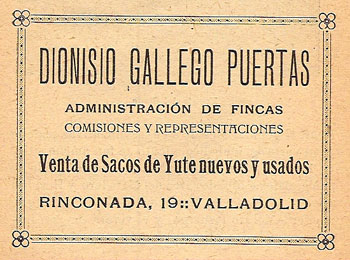 DIONISIO GALLEGO PUERTAS
ADMINISTRACIÓN DE FINCAS
COMISIONES Y REPRESENTACIONES
Venta de Sacos de Yute nuevos y usados
RINCONADA, 19::VALLADOLID